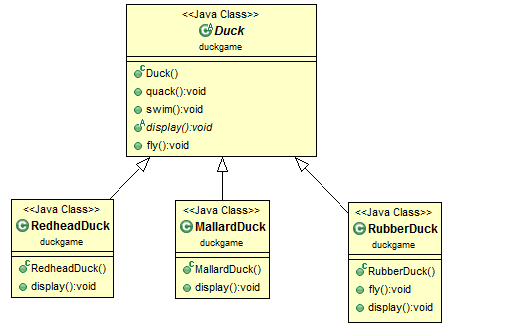 <<Java Class>>
Duck
duckgame
Duck()
quack():void
swim():void
display():void
fly():void
<<Java Class>>
RedheadDuck
duckgame
RedheadDuck()
display():void
<<Java Class>>
MallardDuck
duckgame
MallardDuck()
display():void
<<Java Class>>
RubberDuck
duckgame
RubberDuck()
fly():void
display():void